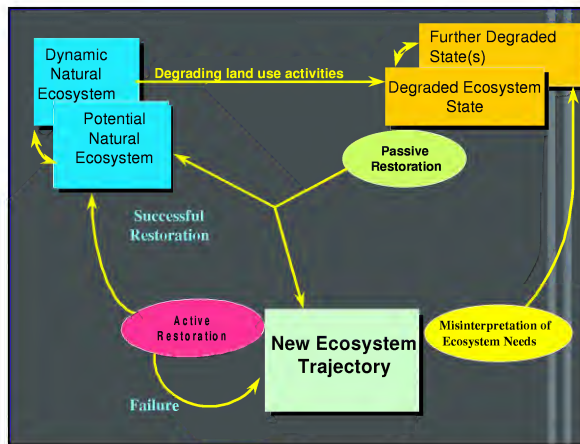 Dynamic
Natural
Ecosystem
Potential
Natural
Ecosystem
Degrading land use activities
Further Degraded
State(s)
Degraded Ecosystem
State
Passive
Restoration
Successful
Restoration
Active
Restoration
New Ecosystem
Trajectory
Misinterpretation of
Ecosystem Needs
Failure